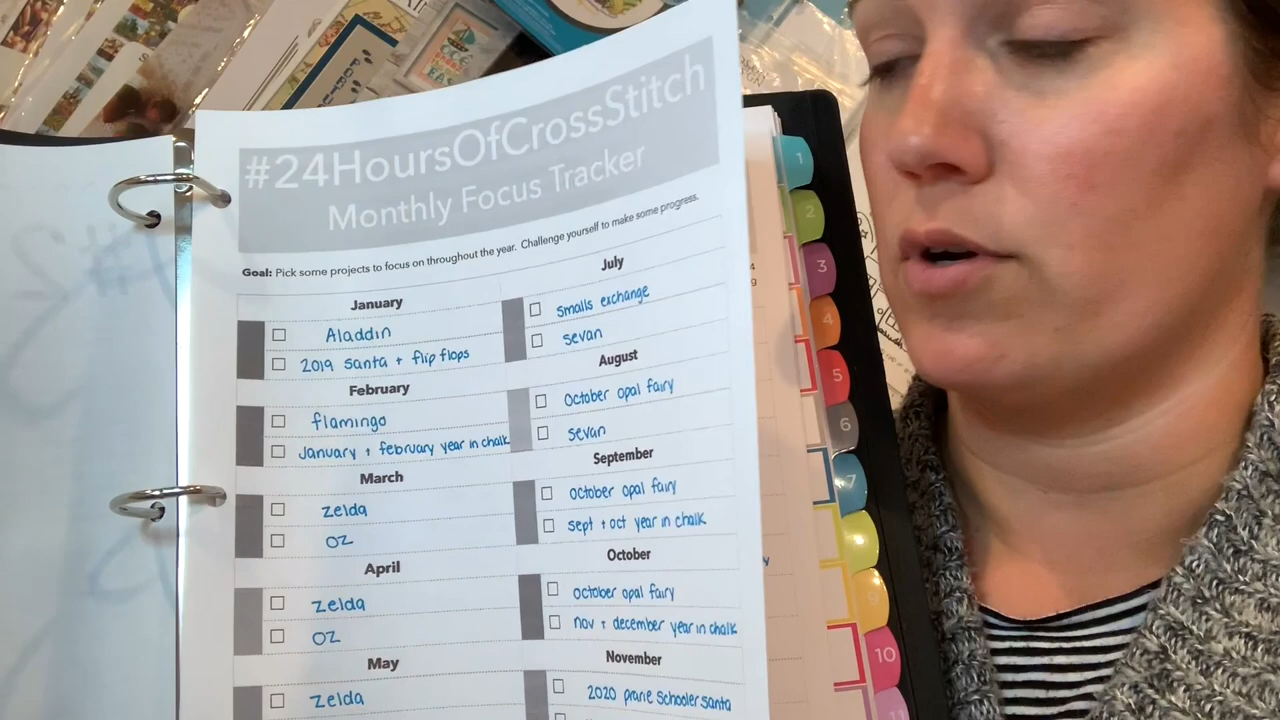 #24HoursOfCrossStitch
Monthly Focus Tracker
Goal: Pick some projects to focus on throughout the year. Challenge yourself to make some progress.
January
Aladdin
2019 Santa + flip flops
February
flamingo
January + february year in chalk
March
zelda
OZ
April
zelda
OZ
May
zelda
July
smalls exchange
sevan
August
October opal fairy
sevan
September
October opal fairy
sept + oct year in chalk
October
October opal fairy
nov + december year in chalk
November
2020 prarie schooler santa
1
2
3
4
5
6
7
8
9
10
11